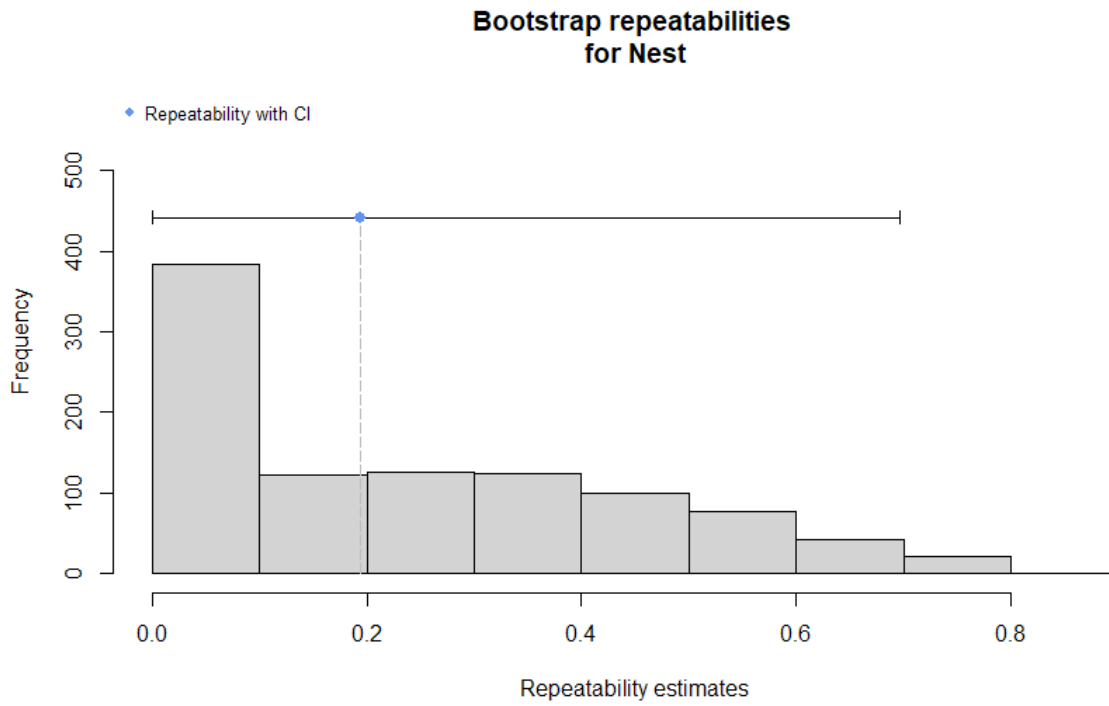 Bootstrap repeatabilities
for Nest
Repeatability with CI
500
400
300
200
100
0
Frequency
0.0 0.2 0.4 0.6 0.8
Repeatability estimates